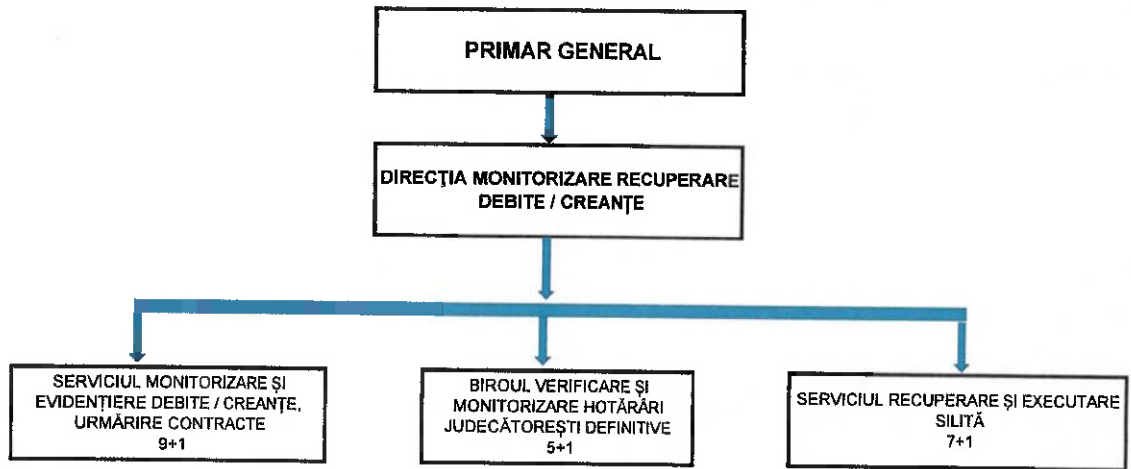 PRIMAR GENERAL
DIRECȚIA MONITORIZARE RECUPERARE
DEBITE / CREANȚE
SERVICIUL MONITORIZARE ȘI
EVIDENȚIERE DEBITE / CREANȚE,
URMĂRIRE CONTRACTE
9+1
BIROUL VERIFICARE ȘI
MONITORIZARE HOTĂRÂRI
JUDECĂTOREȘTI DEFINITIVE
5+1
SERVICIUL RECUPERARE ȘI EXECUTARE
SILITĂ
7+1